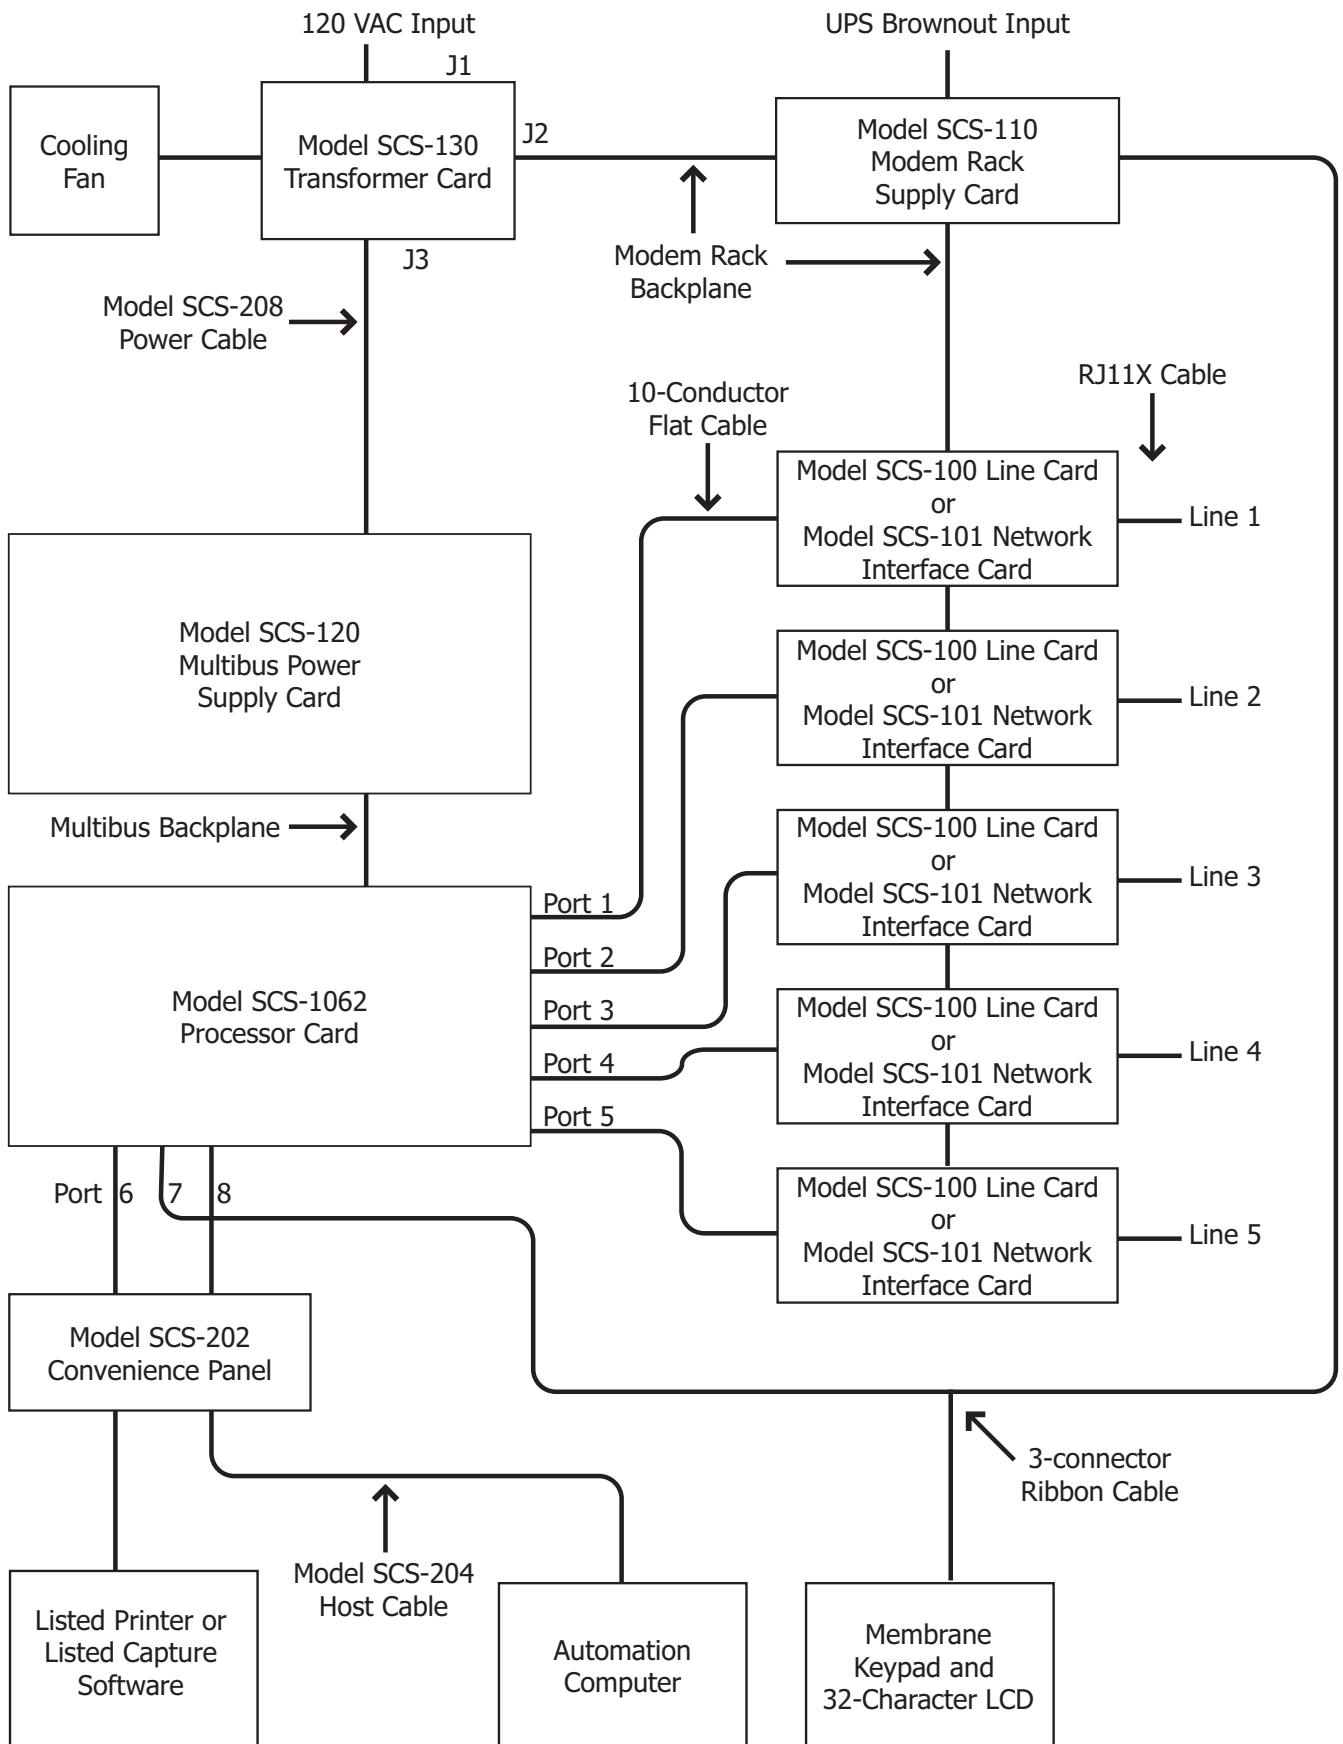 120 VAC Input
UPS Brownout Input
J1
Cooling
Fan
Model SCS-130
Transformer Card
J2
Model SCS-110
Modem Rack
Supply Card
J3
Modem Rack
Backplane
Model SCS-208
Power Cable
10-Conductor
Flat Cable
RJ11X Cable
Model SCS-100 Line Card
or
Model SCS-101 Network
Interface Card
Line 1
Model SCS-120
Multibus Power
Supply Card
Model SCS-100 Line Card
or
Model SCS-101 Network
Interface Card
Line 2
Multibus Backplane
Model SCS-100 Line Card
or
Model SCS-101 Network
Interface Card
Line 3
Model SCS-1062
Processor Card
Port 1
Port 2
Port 3
Port 4
Port 5
Model SCS-100 Line Card
or
Model SCS-101 Network
Interface Card
Line 4
Port 6 7 8
Model SCS-100 Line Card
or
Model SCS-101 Network
Interface Card
Line 5
Model SCS-202
Convenience Panel
3-connector
Ribbon Cable
Model SCS-204
Host Cable
Listed Printer or
Listed Capture
Software
Automation
Computer
Membrane
Keypad and
32-Character LCD